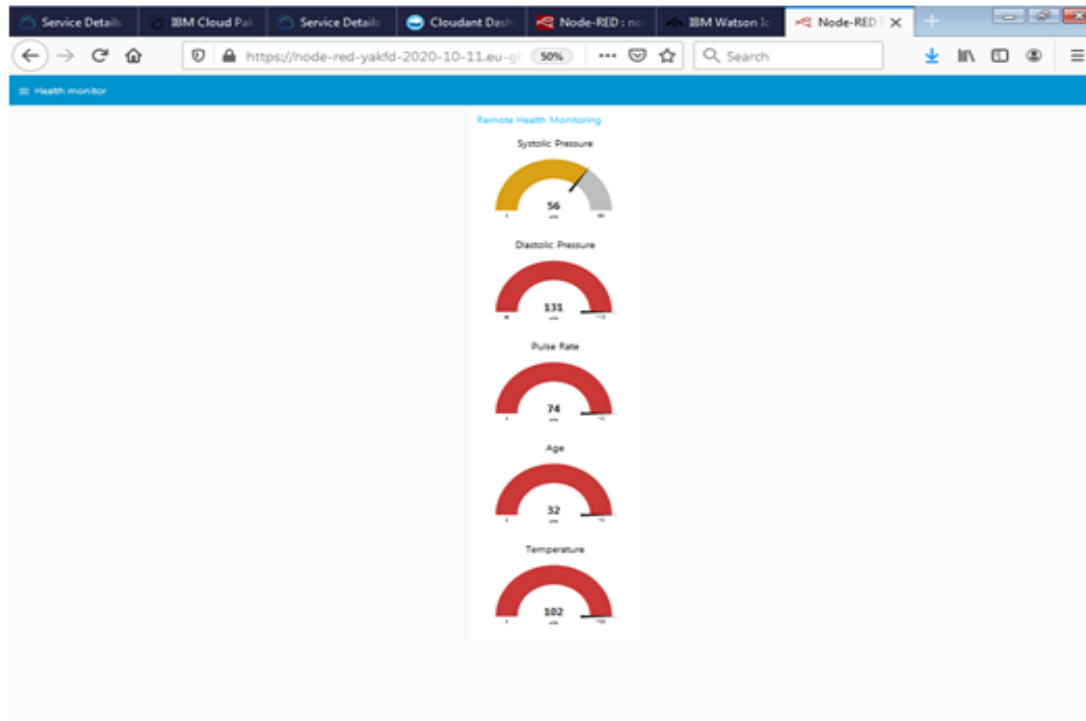 Service Details
IBM Cloud Pak
Service Details
Cloudant Dash
Node-RED : no
IBM Watson Io
Node-RED
https://node-red-yakfd-2020-10-11.eu-g
50%
Search
Health monitor
Remote Health Monitoring
Systolic Pressure
56
Diastolic Pressure
131
Pulse Rate
74
Age
32
Temperature
102